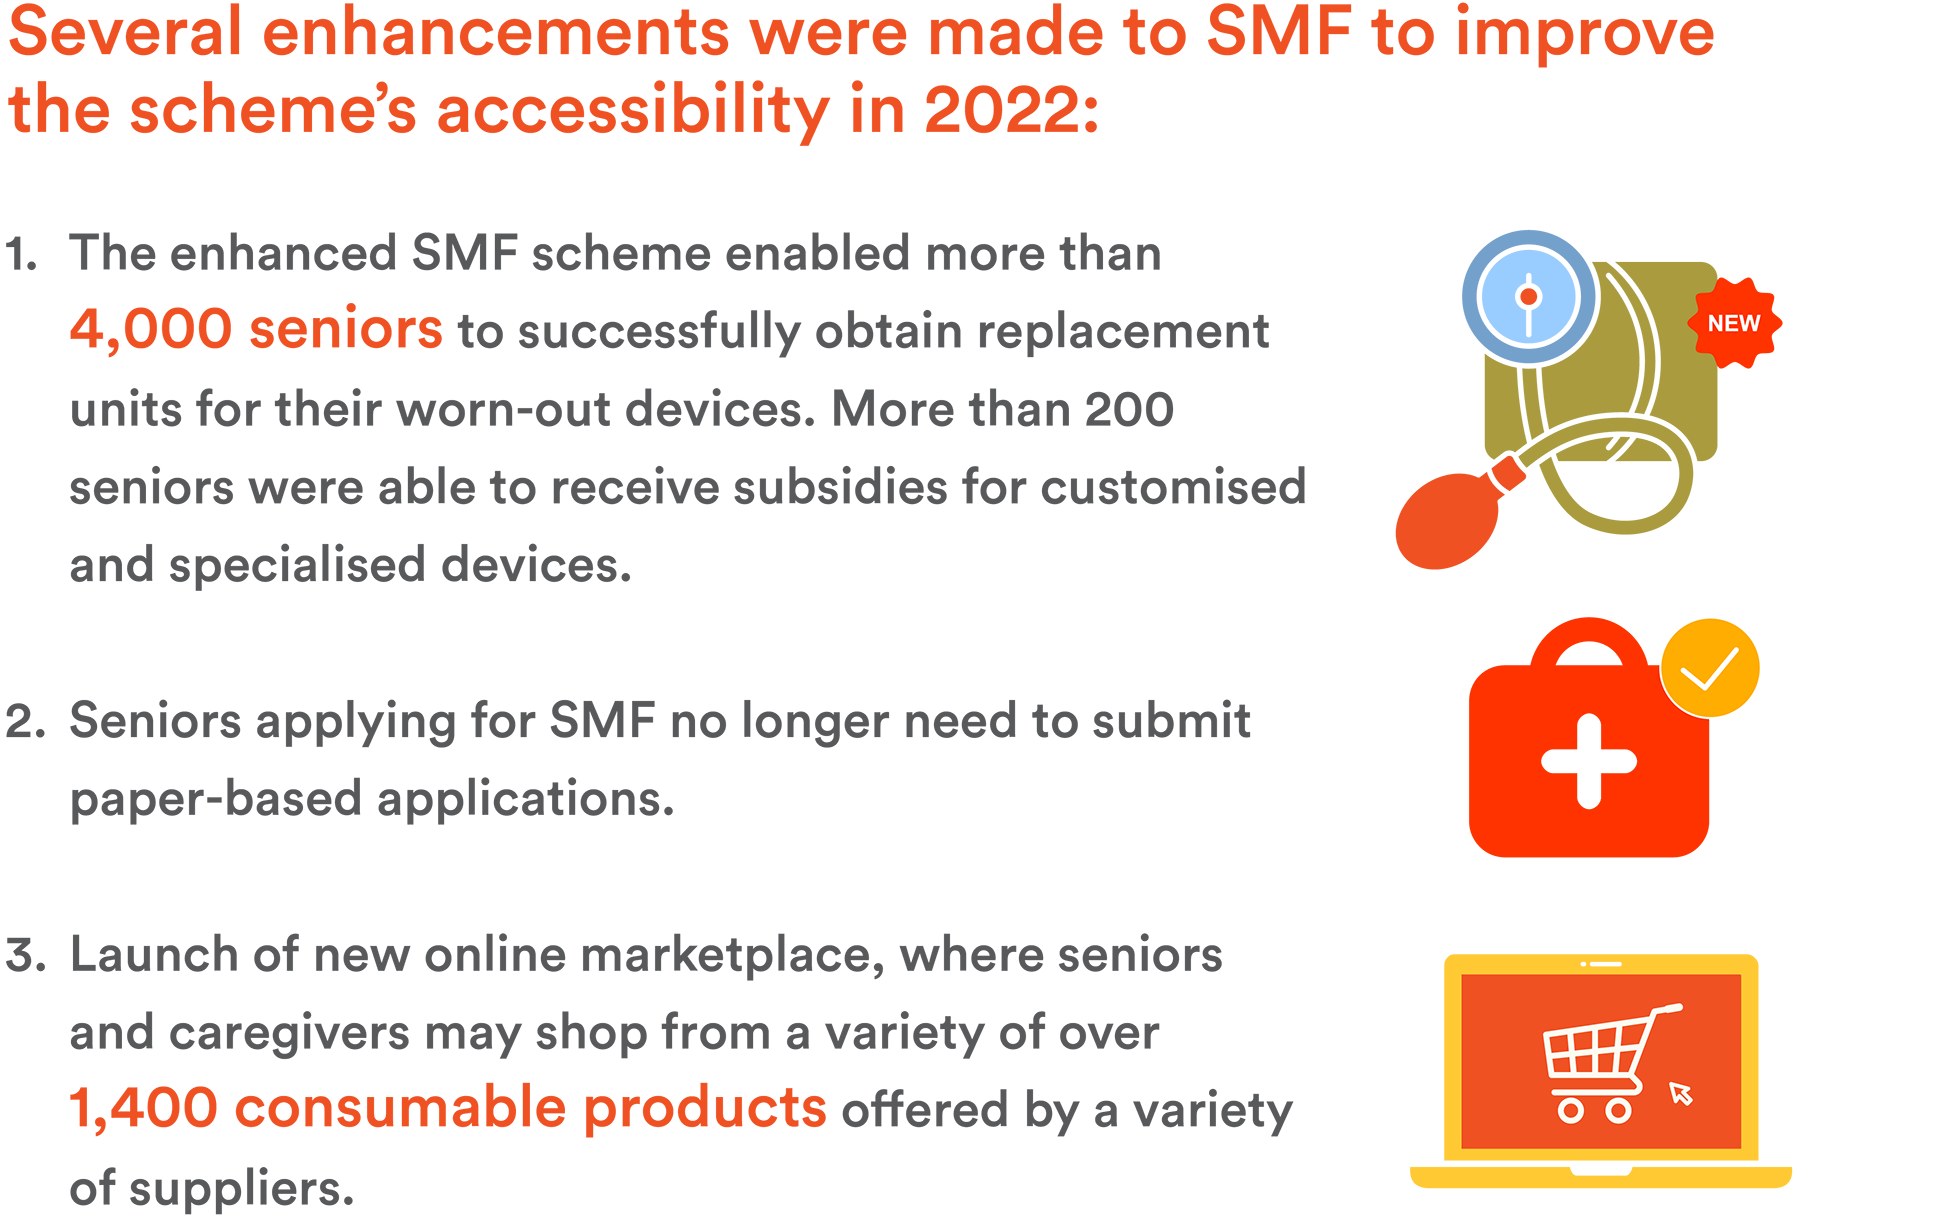 Several enhancements were made to SMF to improve
the scheme’s accessibility in 2022:
1. The enhanced SMF scheme enabled more than
4,000 seniors to successfully obtain replacement
units for their worn-out devices. More than 200
seniors were able to receive subsidies for customised
and specialised devices.
NEW
2. Seniors applying for SMF no longer need to submit
paper-based applications.
3. Launch of new online marketplace, where seniors
and caregivers may shop from a variety of over
1,400 consumable products offered by a variety
of suppliers.